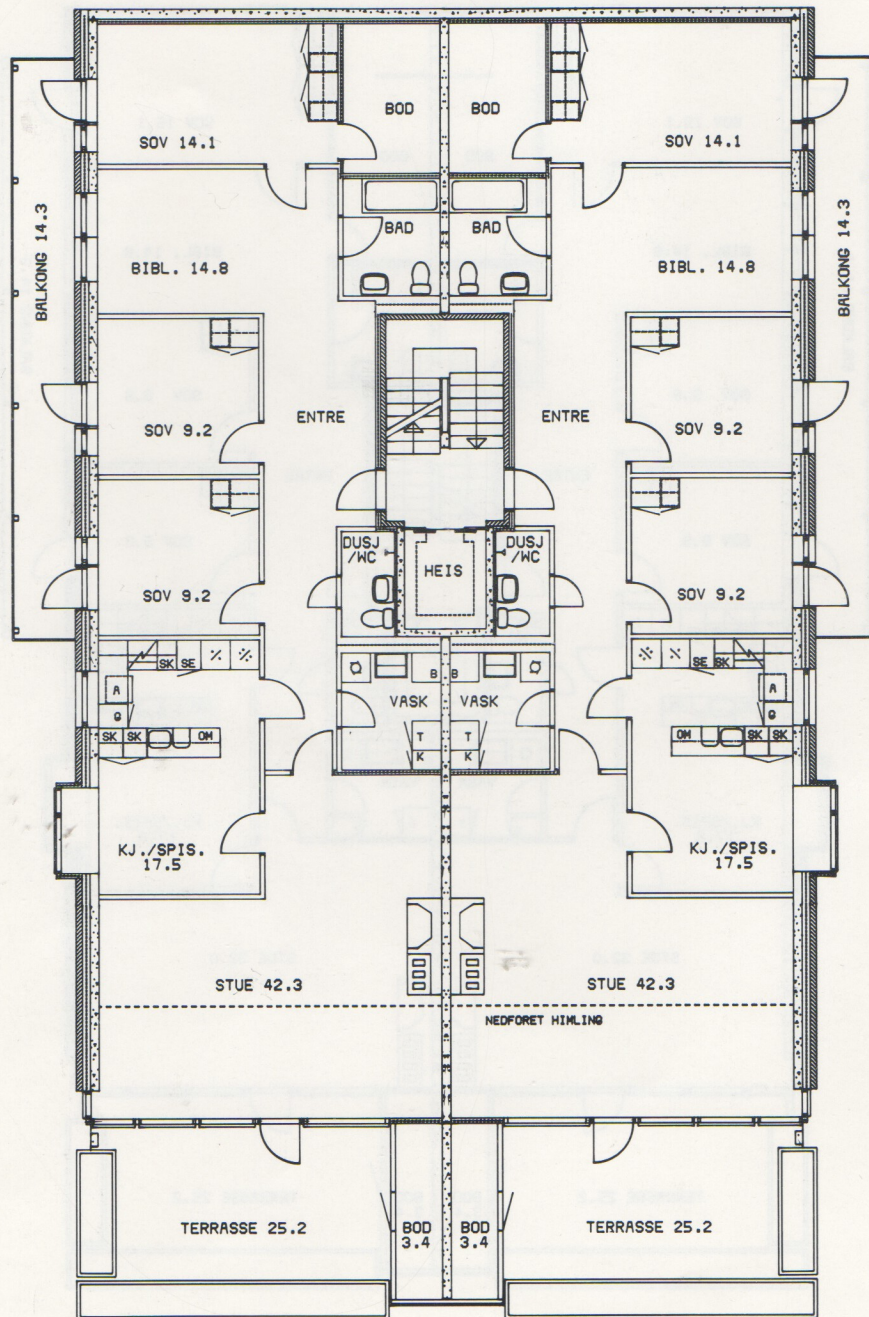 BOD BOD
SOV 14.1 SOV 14.1
BALKONG 14.3
BAD BAD
BALKONG 14.3
BIBL. 14.8 BIBL. 14.8
ENTRE ENTRE
SOV 9.2 SOV 9.2
DUSJ
/WC
DUSJ
/WC
HEIS
SOV 9.2 SOV 9.2
SK SE
SE SK
B B
A
G
A
G
VASK VASK
SK SK OM
T
K
T
K
OM SK SK
KJ./SPIS.
17.5
KJ./SPIS.
17.5
STUE 42.3 STUE 42.3
NEDFORET HIMLING
TERRASSE 25.2
BOD
3.4
BOD
3.4
TERRASSE 25.2